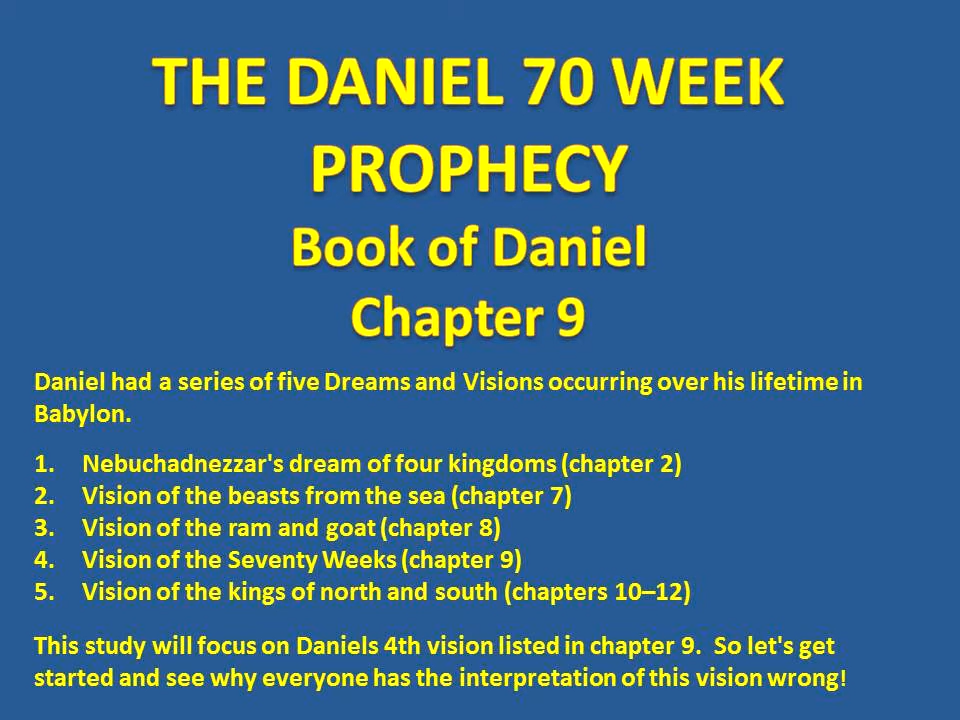 THE DANIEL 70 WEEK
PROPHECY
Book of Daniel
Chapter 9
Daniel had a series of five Dreams and Visions occurring over his lifetime in
Babylon.
1. Nebuchadnezzar's dream of four kingdoms (chapter 2)
2. Vision of the beasts from the sea (chapter 7)
3. Vision of the ram and goat (chapter 8)
4. Vision of the Seventy Weeks (chapter 9)
5. Vision of the kings of north and south (chapters 10–12)
This study will focus on Daniels 4th vision listed in chapter 9.  So let's get
started and see why everyone has the interpretation of this vision wrong!